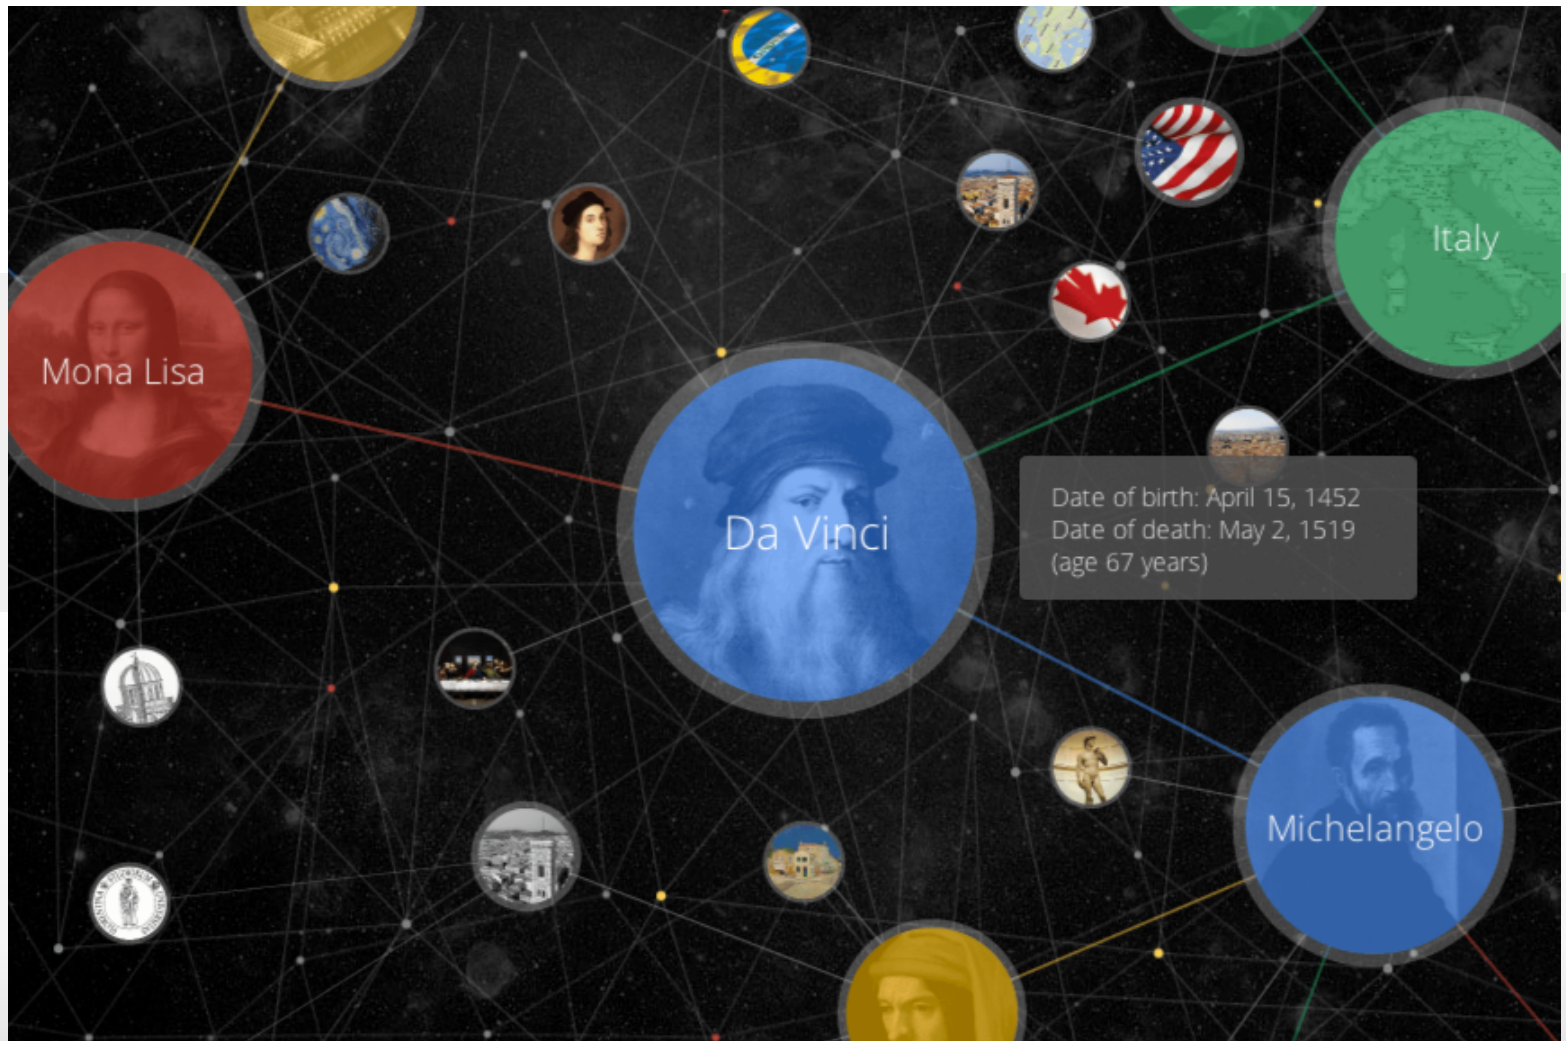 Italy
Mona Lisa
Da Vinci
Date of birth: April 15, 1452
Date of death: May 2, 1519
(age 67 years)
Michelangelo